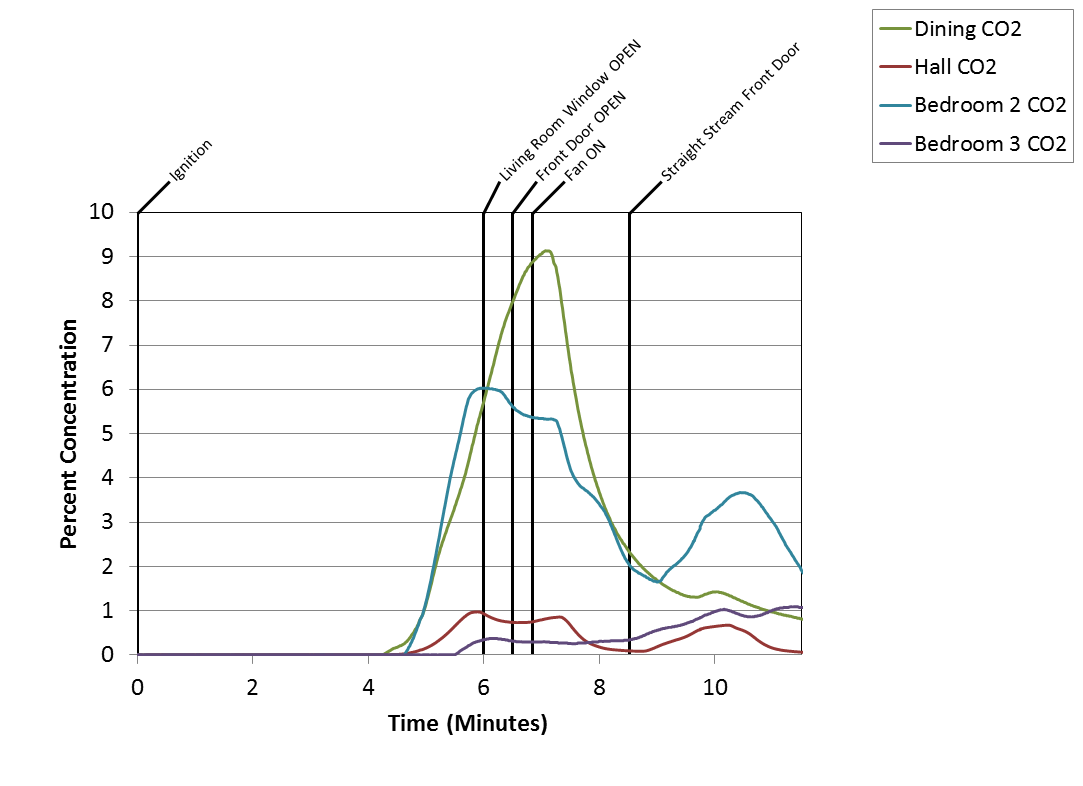 Dining CO2
Hall CO2
Bedroom 2 CO2
Bedroom 3 CO2
Ignition
Living Room Window OPEN
Front Door OPEN
Fan ON
Straight Stream Front Door
Percent Concentration
10
9
8
7
6
5
4
3
2
1
0
0 2 4 6 8 10
Time (Minutes)